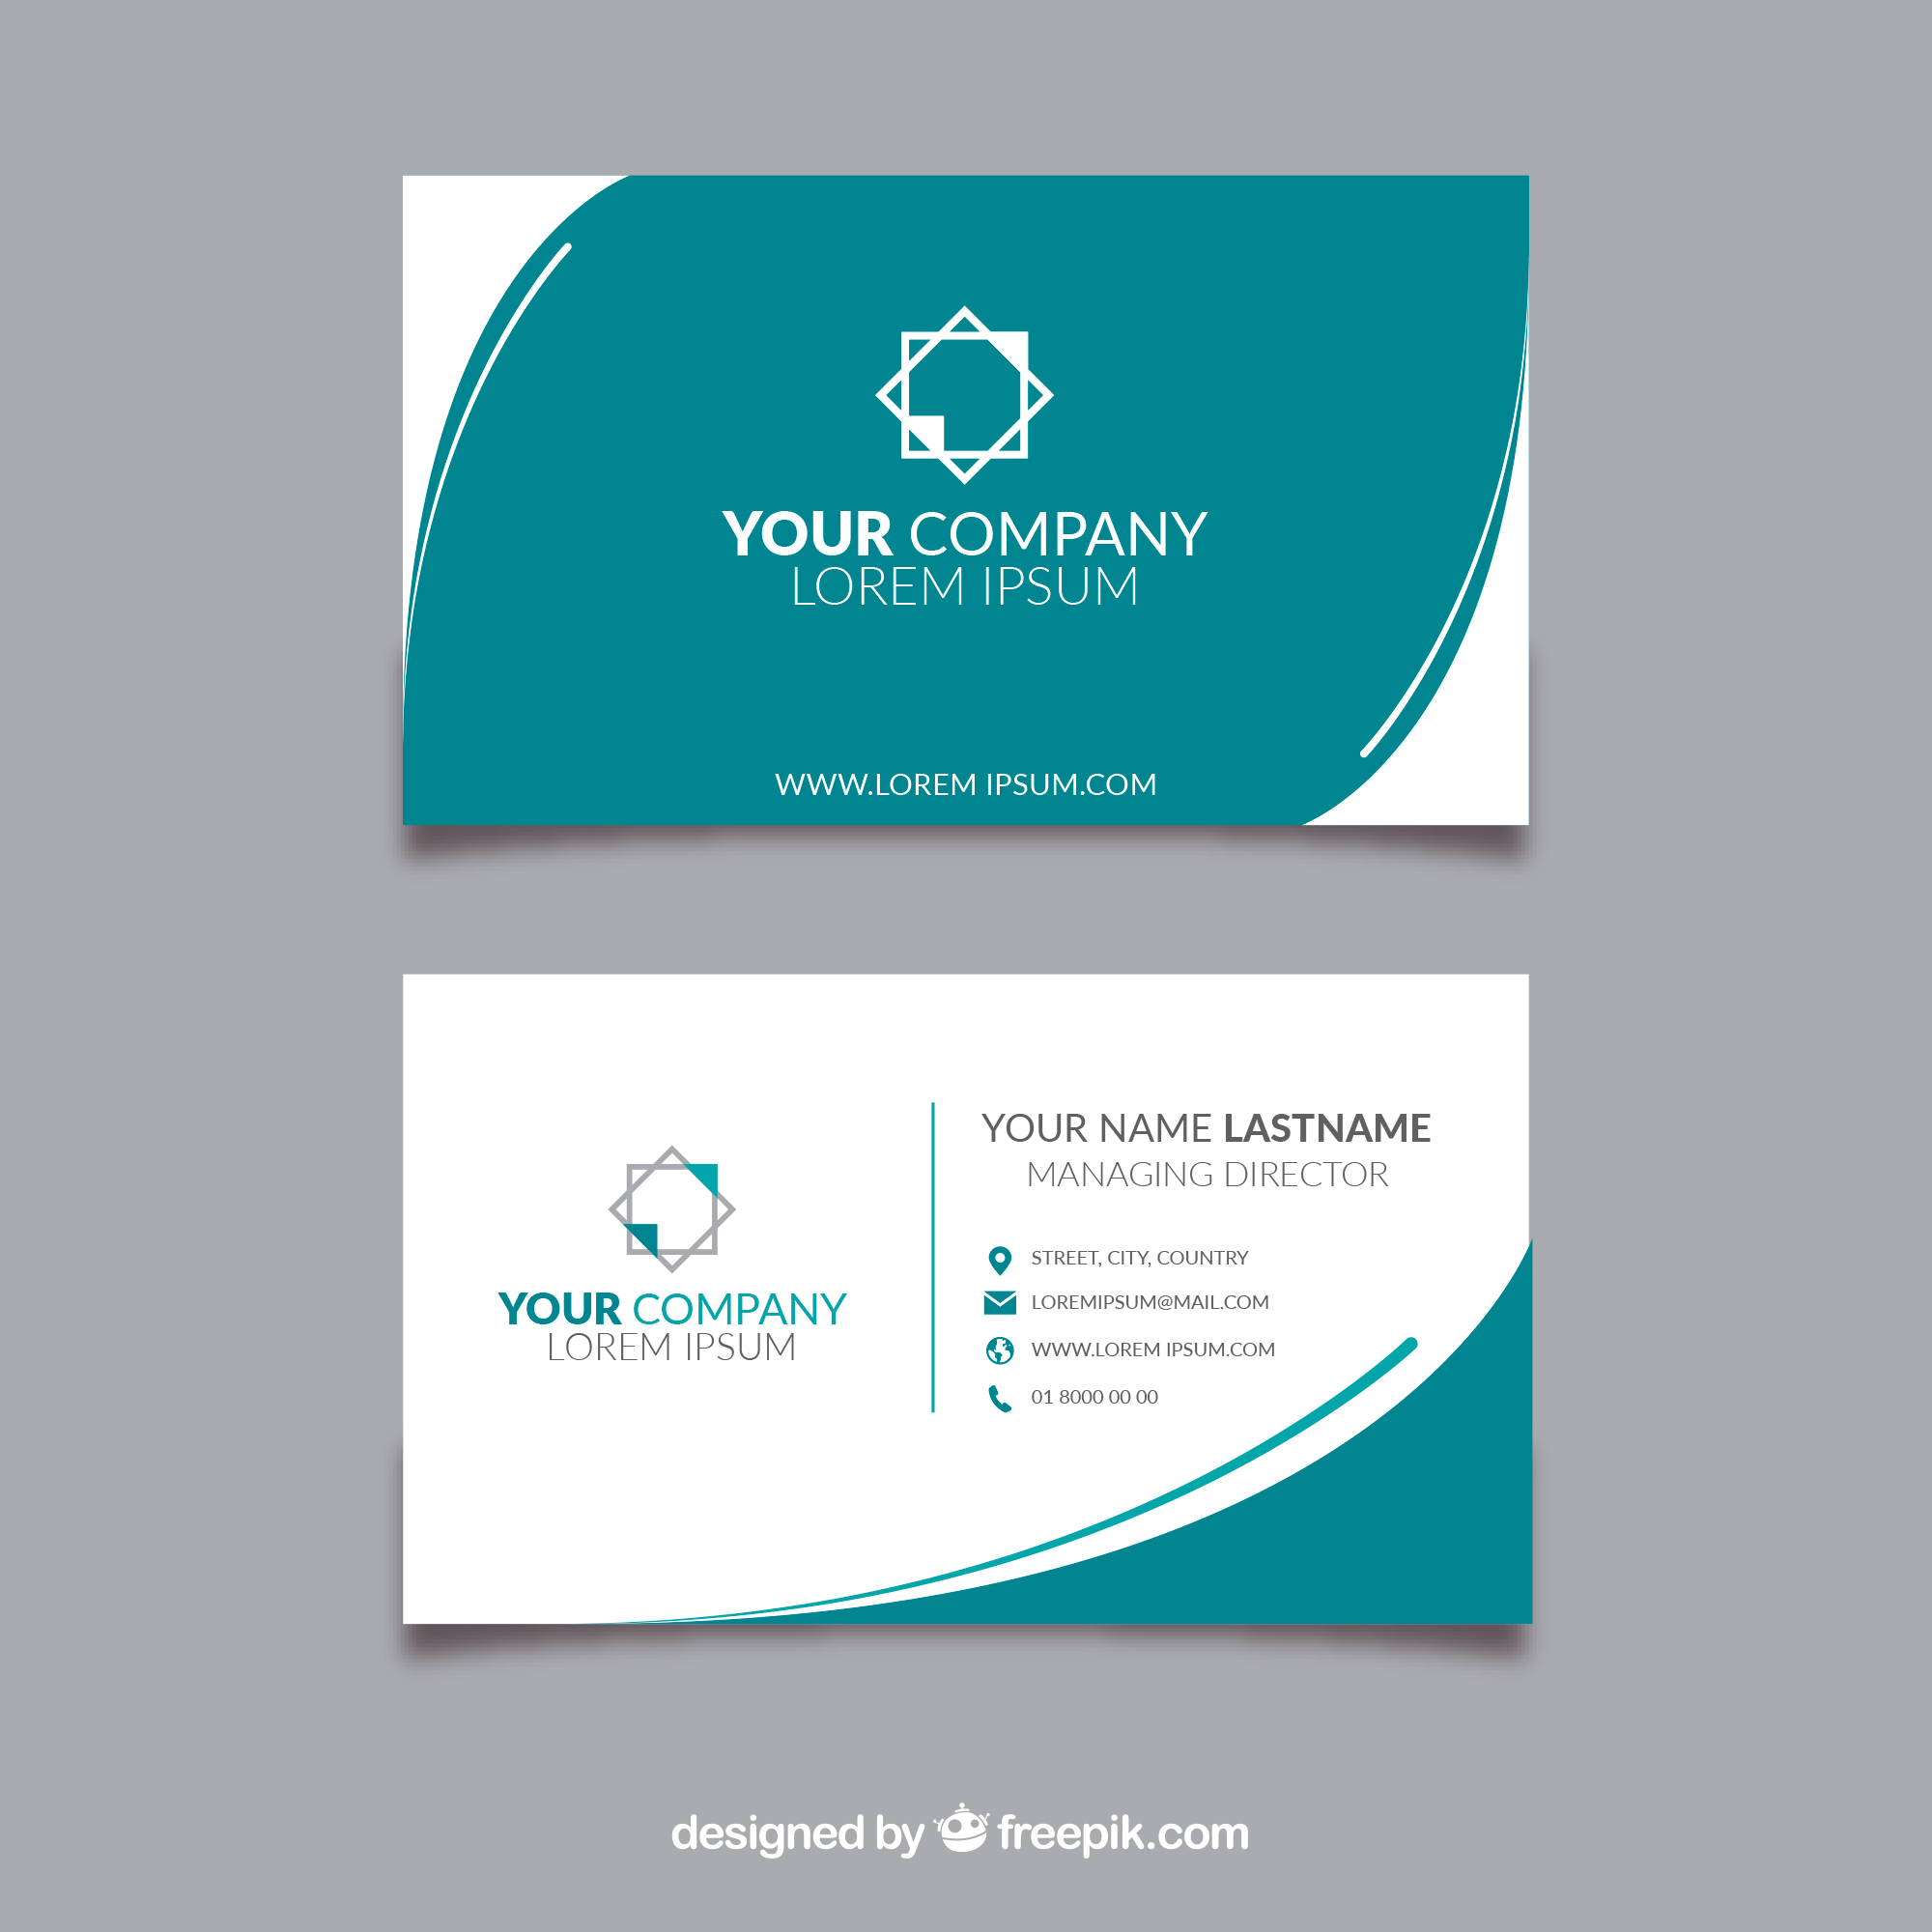 YOUR COMPANY
LOREM IPSUM
WWW.LOREM IPSUM.COM
YOUR COMPANY
LOREM IPSUM
YOUR NAME LASTNAME
MANAGING DIRECTOR
STREET, CITY, COUNTRY
LOREMIPSUM@MAIL.COM
WWW.LOREM IPSUM.COM
01 8000 00 00
designed by freepik.com